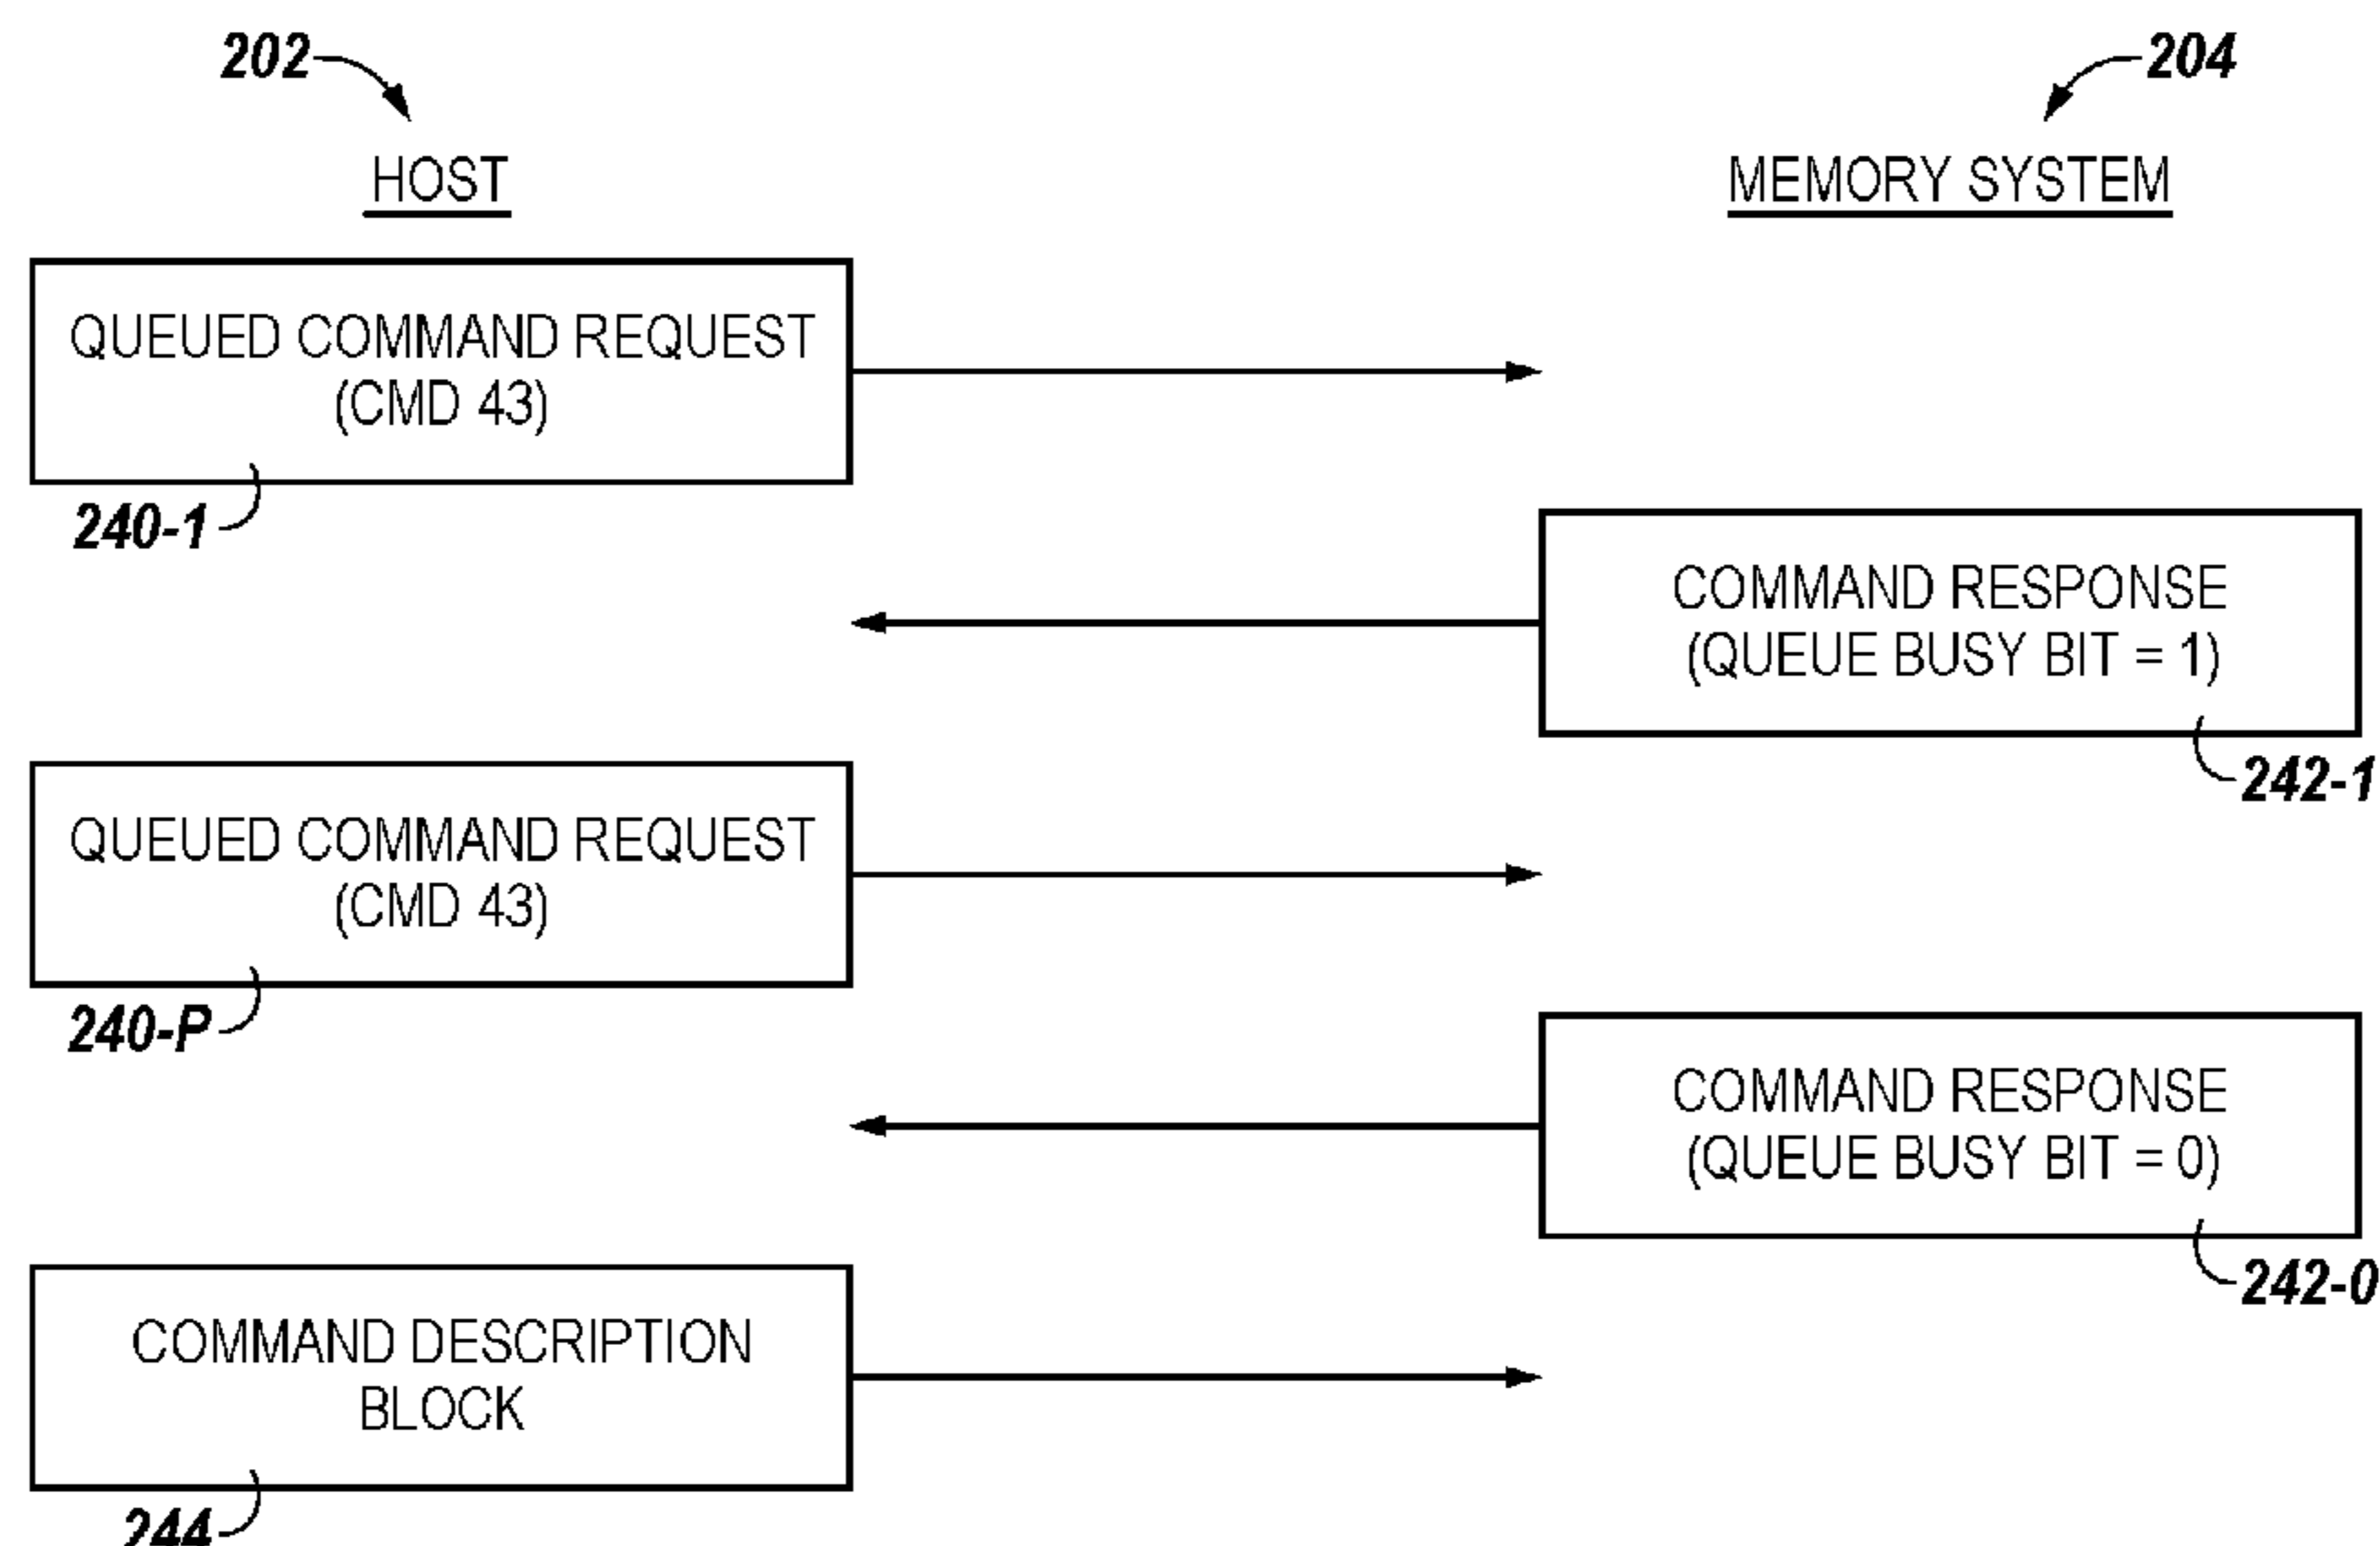 202
204
HOST
MEMORY SYSTEM
QUEUED COMMAND REQUEST
(CMD 43)
240-1
COMMAND RESPONSE
(QUEUE BUSY BIT = 1)
242-1
QUEUED COMMAND REQUEST
(CMD 43)
240-P
COMMAND RESPONSE
(QUEUE BUSY BIT = 0)
242-0
COMMAND DESCRIPTION
BLOCK
244